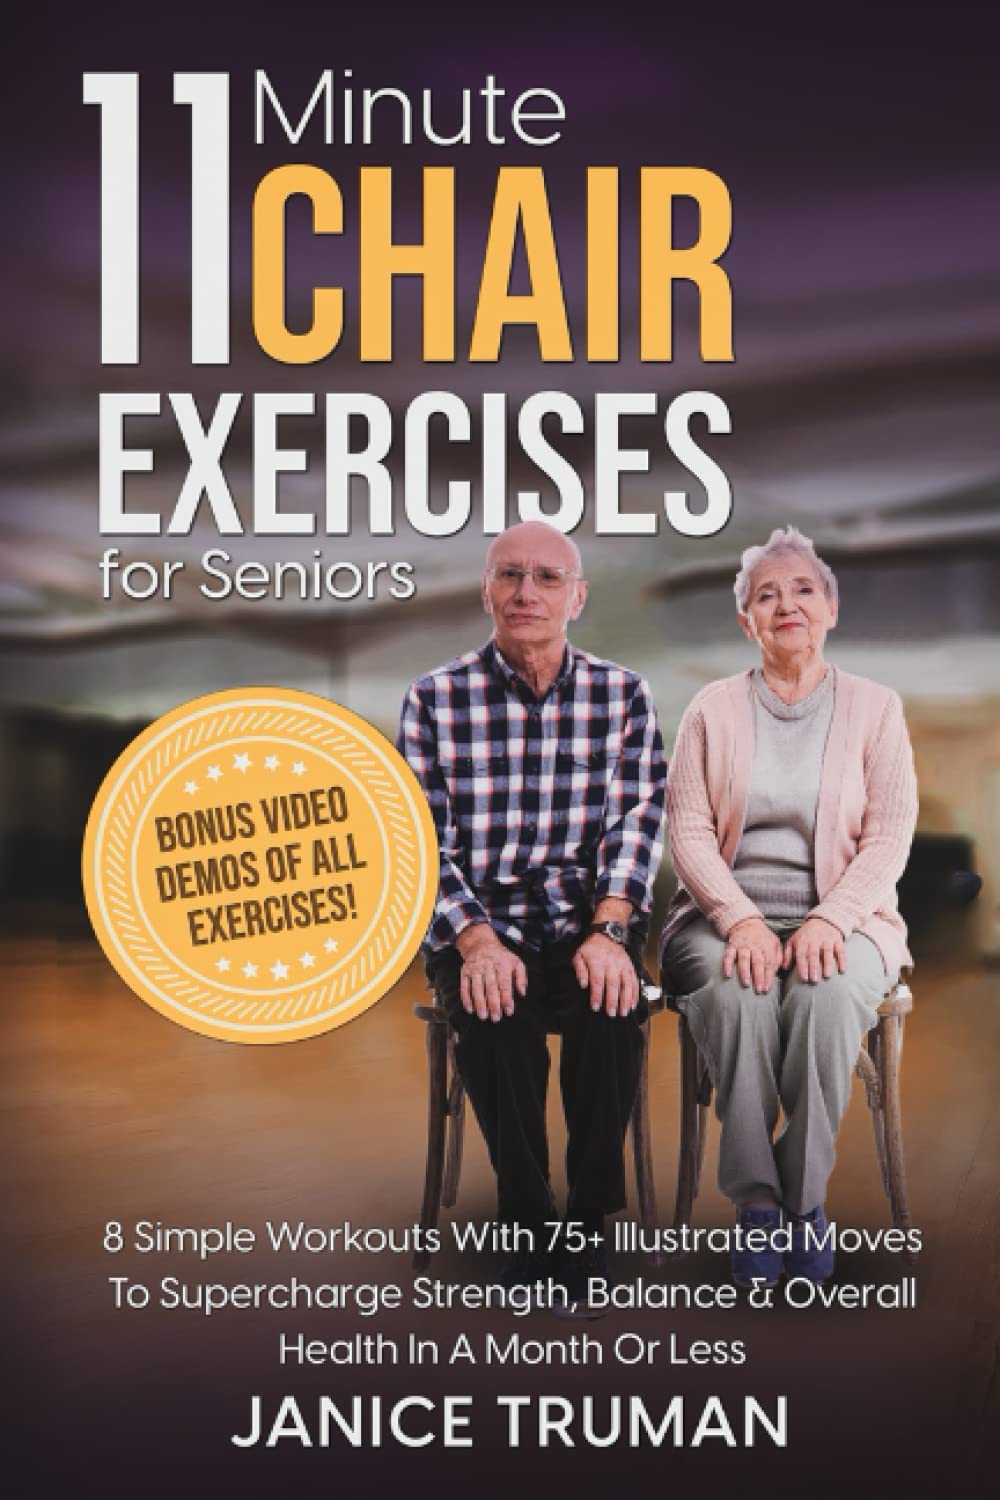 11 Minute
CHAIR
EXERCISES
for Seniors
BONUS VIDEO
DEMOS OF ALL
EXERCISES!
8 Simple Workouts With 75+ Illustrated Moves
To Supercharge Strength, Balance & Overall
Health In A Month Or Less
JANICE TRUMAN